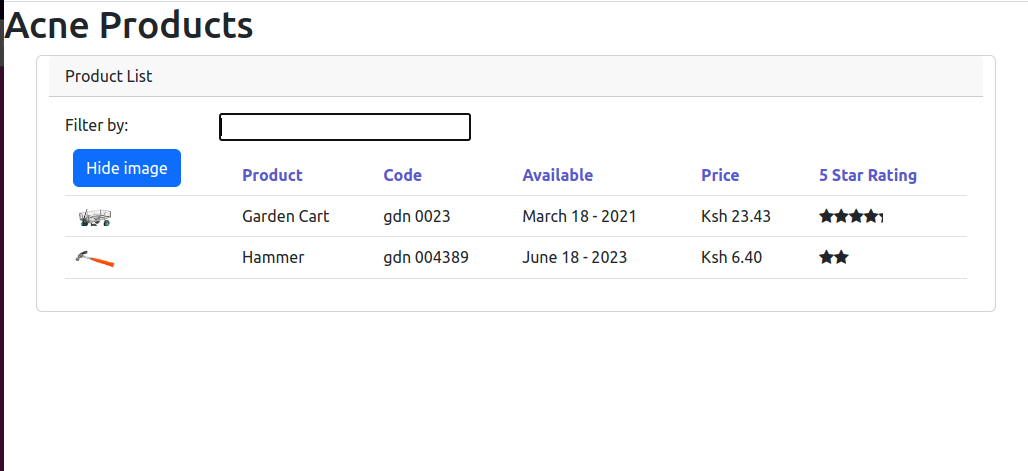 Acne Products
Product List
Filter by:
Hide image Product Code Available Price 5 Star Rating
Garden Cart gdn 0023 March 18 - 2021 Ksh 23.43
Hammer gdn 004389 June 18 - 2023 Ksh 6.40